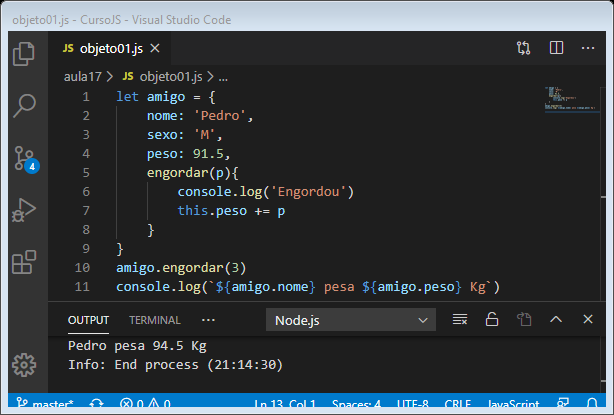 objeto01.js - CursoJS - Visual Studio Code
JS objeto01.js
aula17 > JS objeto01.js > ...
1 let amigo = {
2 nome: 'Pedro',
3 sexo: 'M',
4 peso: 91.5,
5 engordar(p){
6 console.log('Engordou')
7 this.peso += p
8 }
9 }
10 amigo.engordar(3)
11 console.log(`${amigo.nome} pesa ${amigo.peso} Kg`)
4
OUTPUT TERMINAL ... Node.js
Pedro pesa 94.5 Kg
Info: End process (21:14:30)
master* 0 0 Ln 13, Col 1 Spaces: 4 UTF-8 CRLF JavaScript